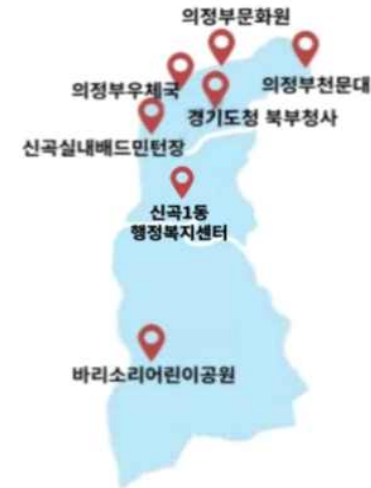 의정부문화원
의정부우체국
의정부천문대
경기도청 북부청사
신곡실내배드민턴장
신곡1동
행정복지센터
바리소리어린이공원